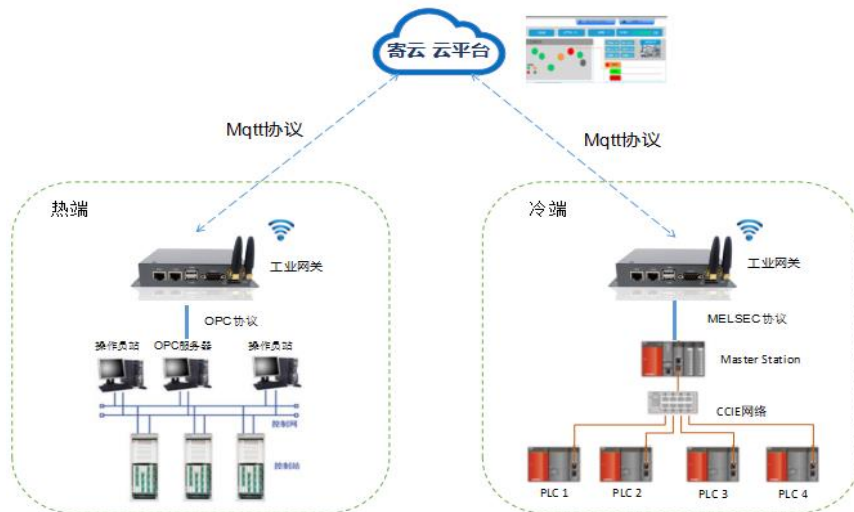 寄云 云平台
Mqtt协议
Mqtt协议
热端
工业网关
OPC协议
操作员站
OPC服务器
操作员站
控制网
控制站
冷端
工业网关
MELSEC协议
Master Station
CCIE网络
PLC 1
PLC 2
PLC 3
PLC 4